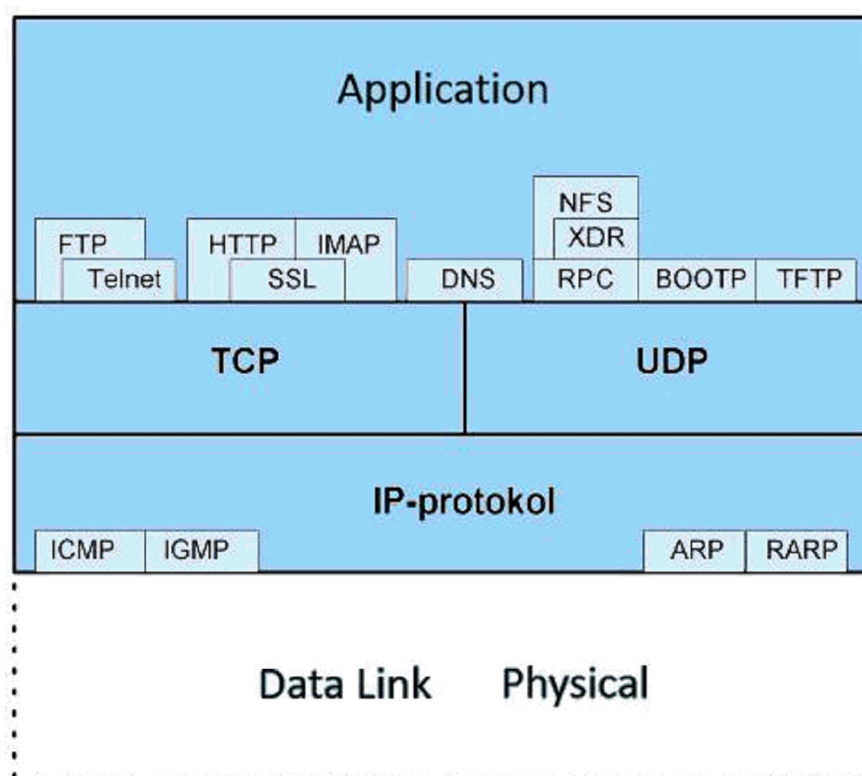 Application
NFS
FTP HTTP IMAP XDR
Telnet SSL DNS RPC BOOTP TFTP
TCP UDP
IP-protokol
ICMP IGMP ARP RARP
Data Link Physical